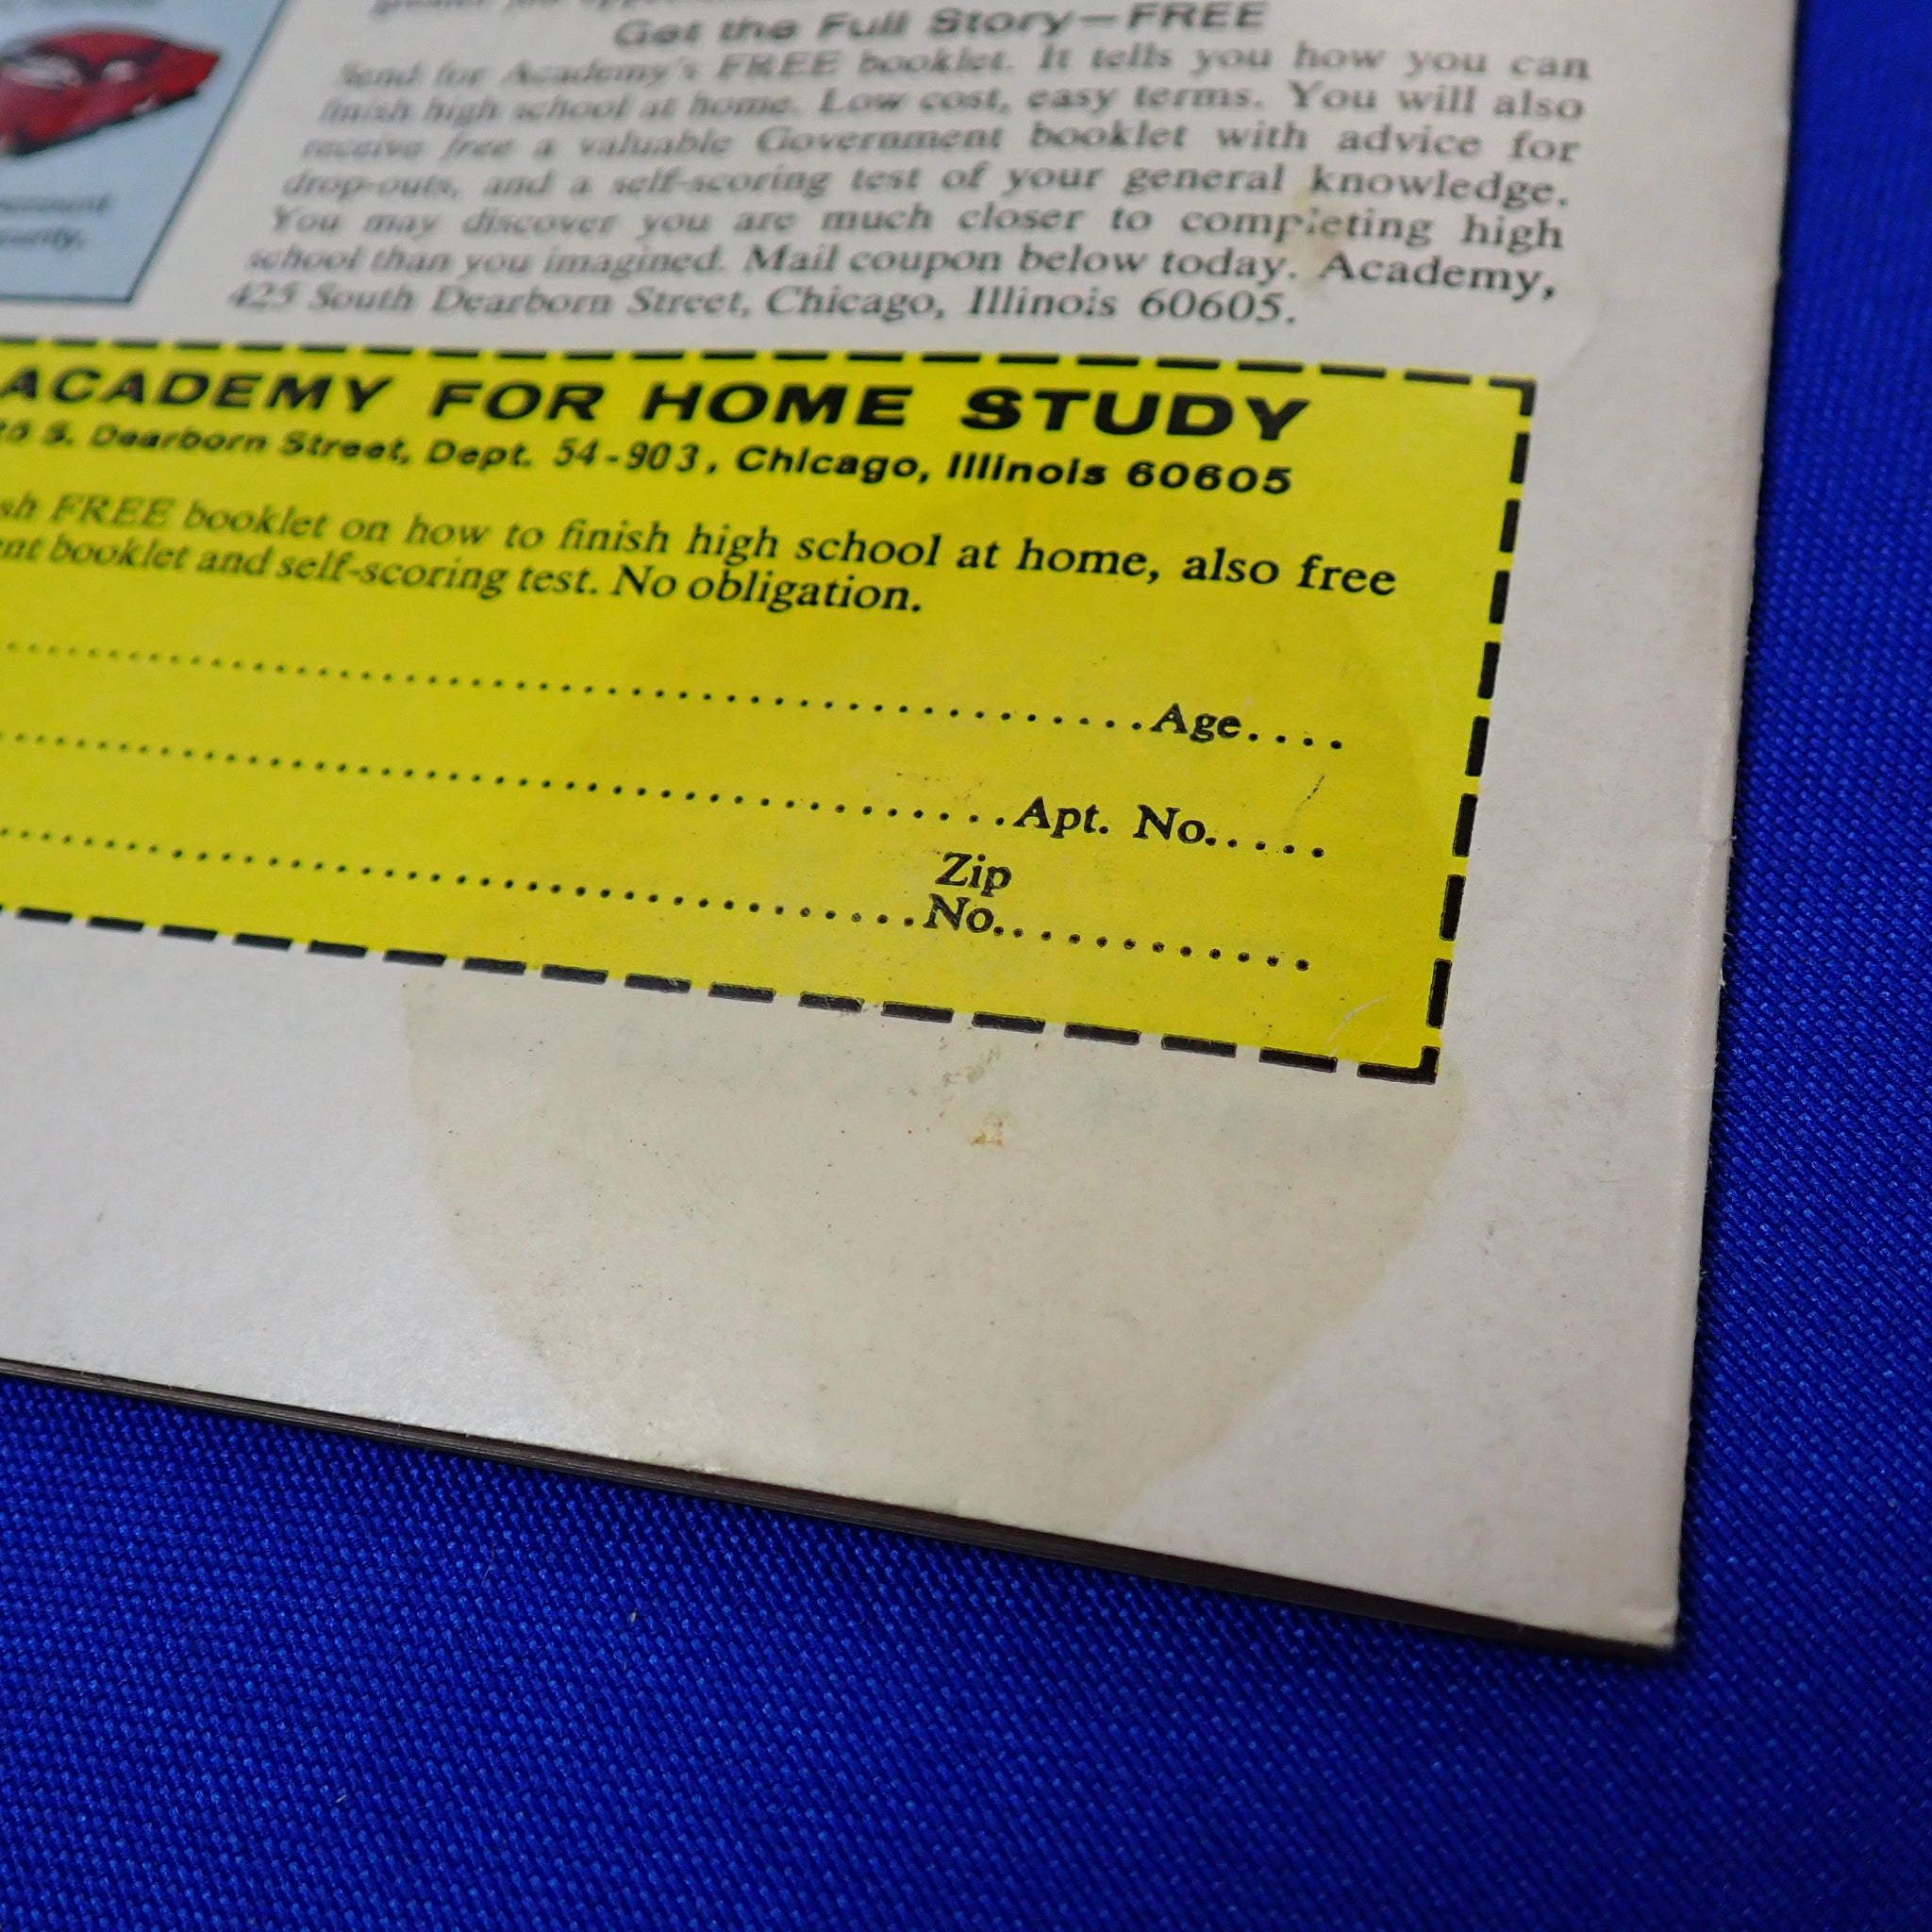 Get the Full Story—FREE
Send for Academy's FREE booklet. It tells you how you can
finish high school at home. Low cost, easy terms. You will also
receive free a valuable Government booklet with advice for
drop-outs, and a self-scoring test of your general knowledge.
You may discover you are much closer to completing high
school than you imagined. Mail coupon below today. Academy,
425 South Dearborn Street, Chicago, Illinois 60605.
ACADEMY FOR HOME STUDY
S. Dearborn Street, Dept. 54-903, Chicago, Illinois 60605
FREE booklet on how to finish high school at home, also free
booklet and self-scoring test. No obligation.
Age....
Apt. No.....
Zip
No............